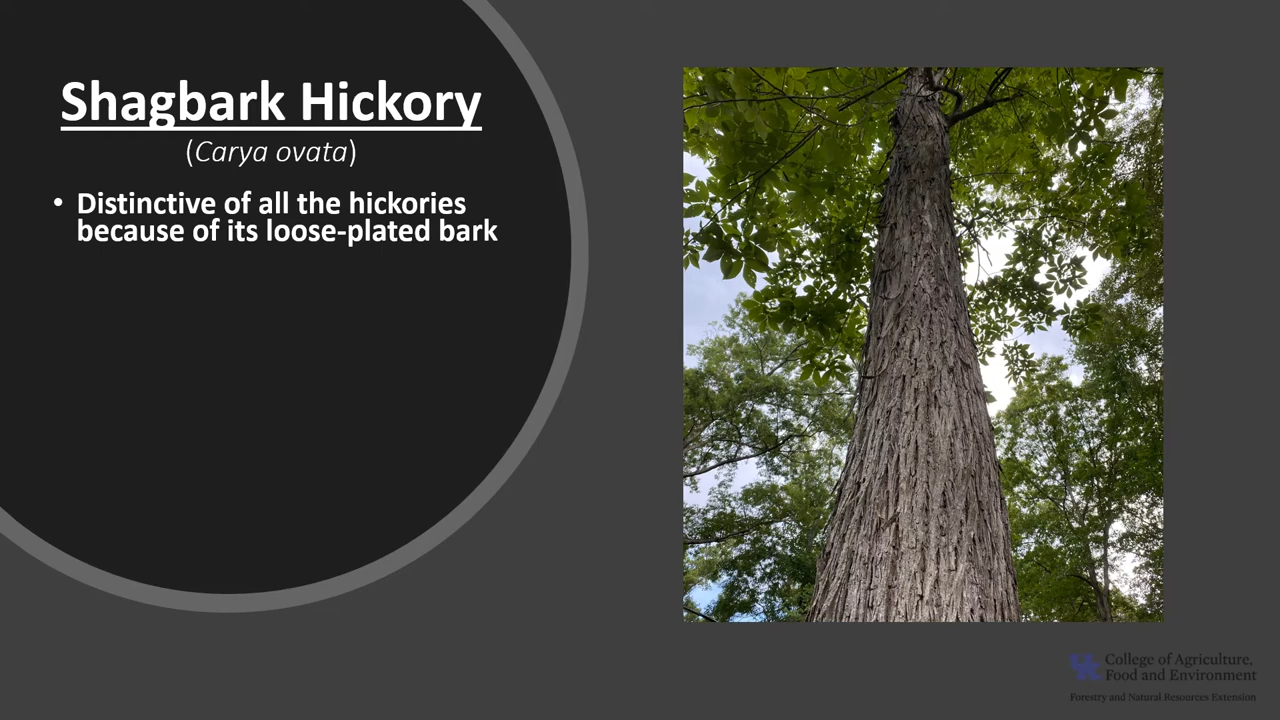 Shagbark Hickory
(Carya ovata)
• Distinctive of all the hickories
because of its loose-plated bark
College of Agriculture,
Food and Environment
Forestry and Natural Resources Extension